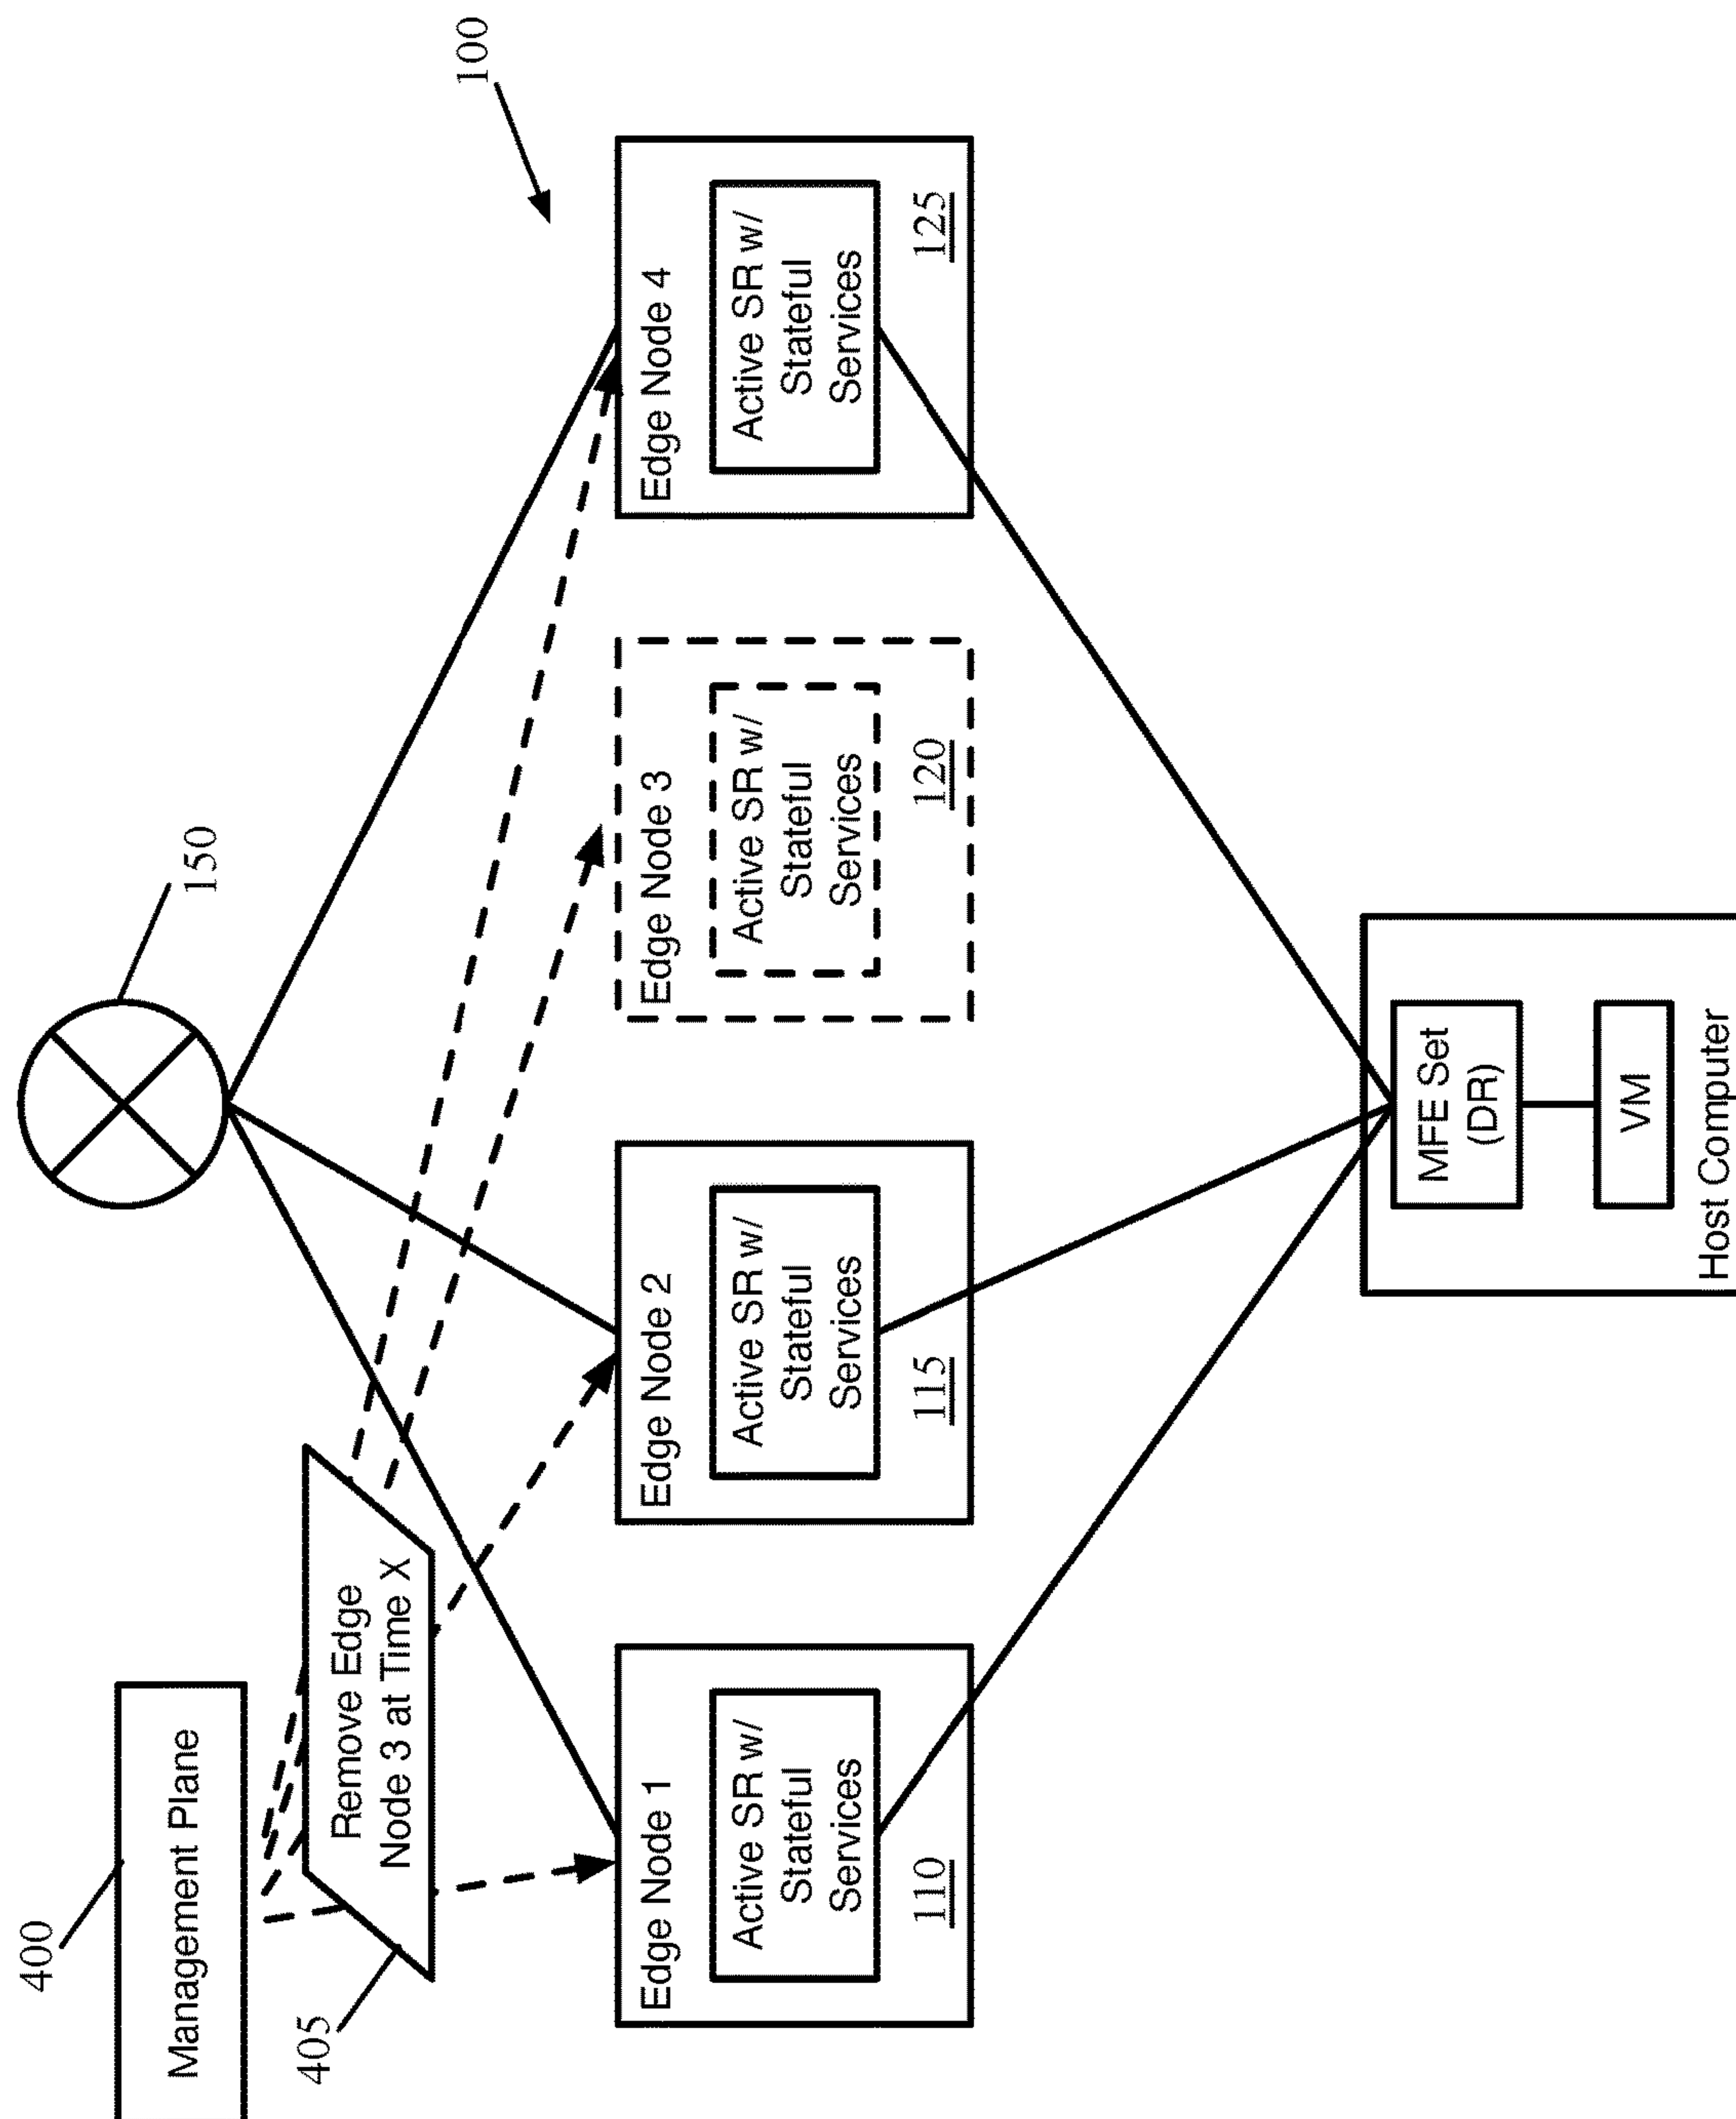 400
Management Plane
405
Remove Edge
Node 3 at Time X
150
100
Edge Node 1
Active SR w/
Stateful
Services
110
Edge Node 2
Active SR w/
Stateful
Services
115
Edge Node 3
Active SR w/
Stateful
Services
120
Edge Node 4
Active SR w/
Stateful
Services
125
MFE Set
(DR)
VM
Host Computer